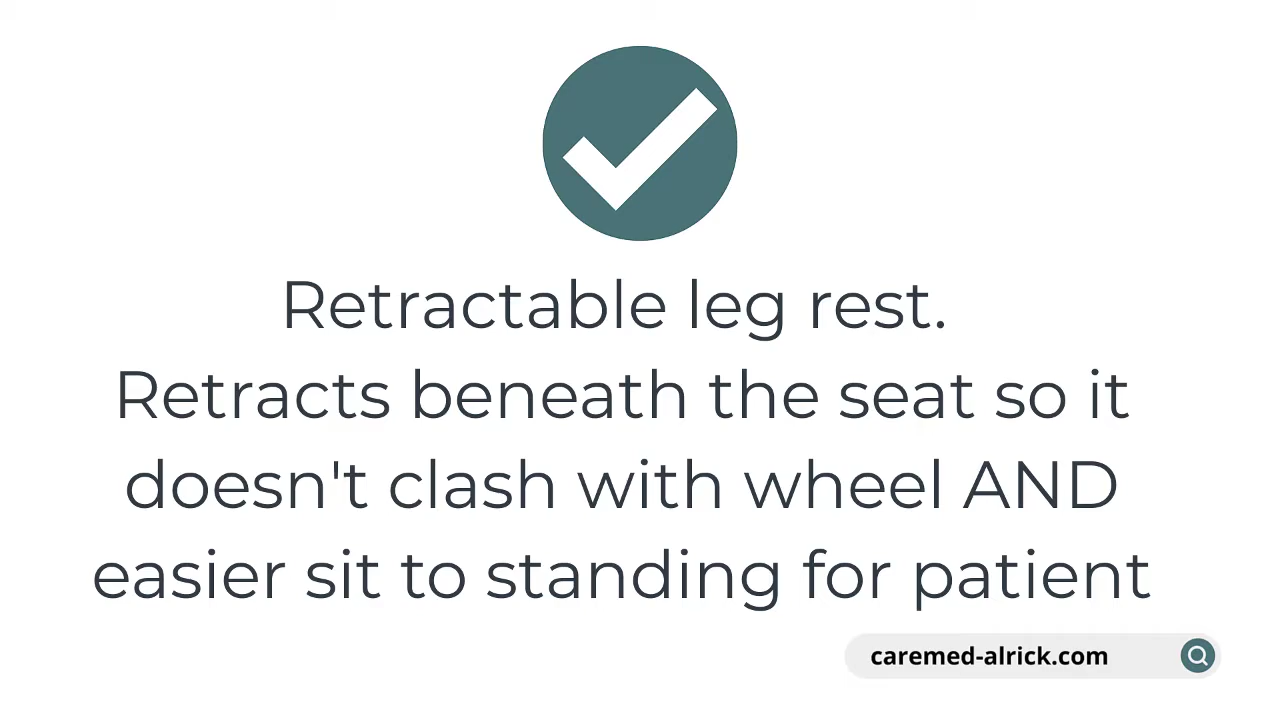 Retractable leg rest.
Retracts beneath the seat so it
doesn't clash with wheel AND
easier sit to standing for patient
caremed-alrick.com